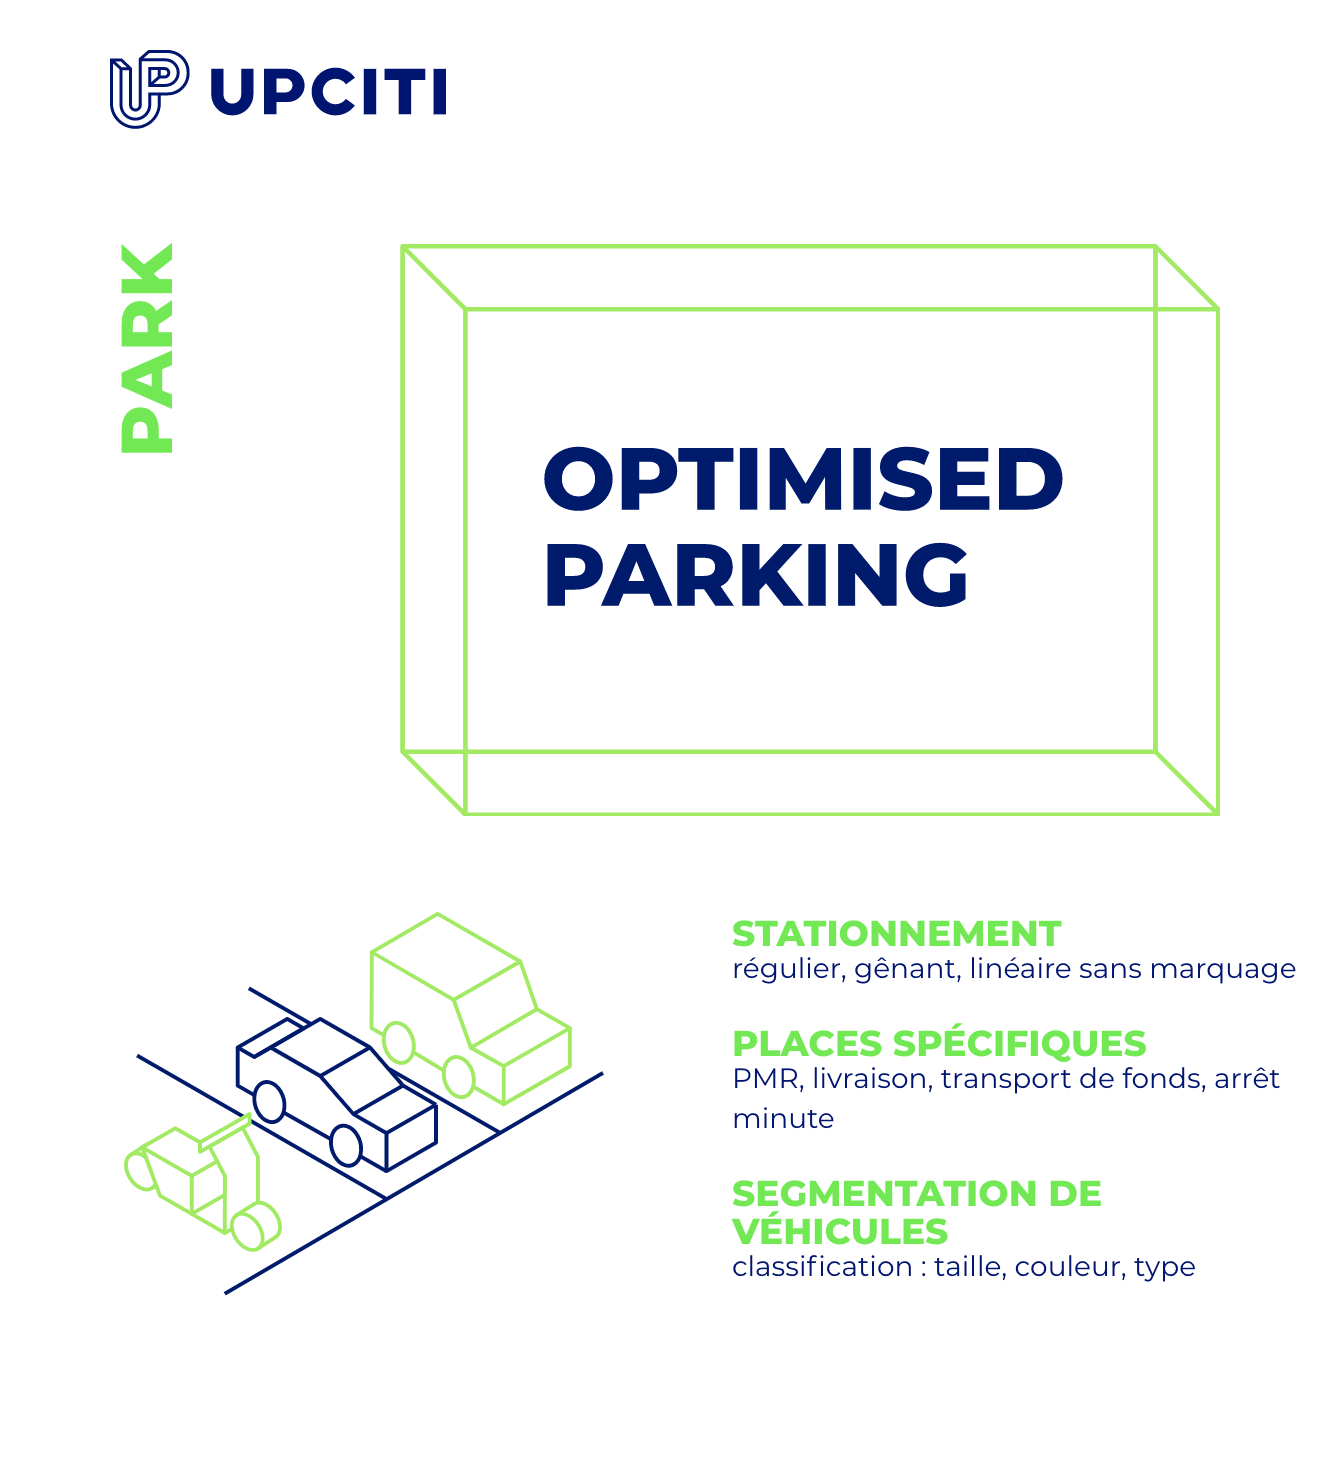 UPCITI
PARK
OPTIMISED
PARKING
STATIONNEMENT
régulier, gênant, linéaire sans marquage
PLACES SPÉCIFIQUES
PMR, livraison, transport de fonds, arrêt
minute
SEGMENTATION DE
VÉHICULES
classification : taille, couleur, type